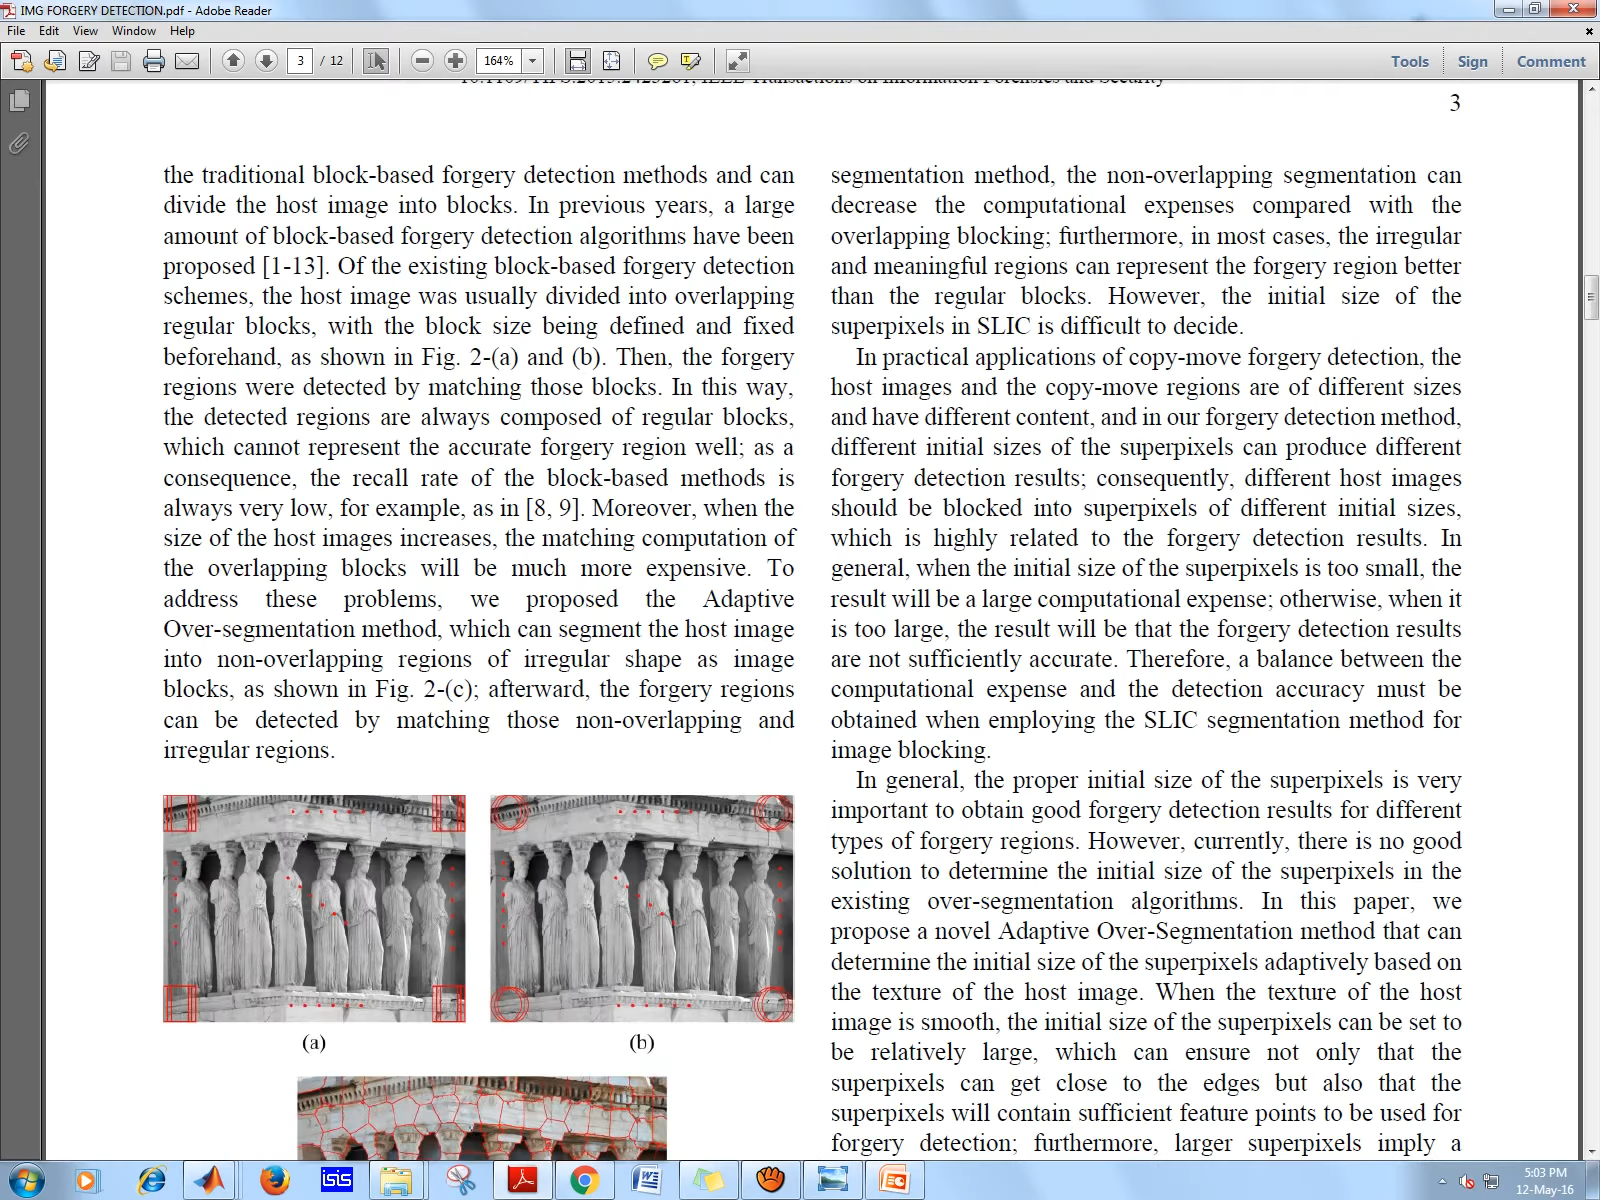 IMG FORGERY DETECTION.pdf - Adobe Reader
File Edit View Window Help
3 / 12 164% Tools Sign Comment
3
the traditional block-based forgery detection methods and can
divide the host image into blocks. In previous years, a large
amount of block-based forgery detection algorithms have been
proposed [1-13]. Of the existing block-based forgery detection
schemes, the host image was usually divided into overlapping
regular blocks, with the block size being defined and fixed
beforehand, as shown in Fig. 2-(a) and (b). Then, the forgery
regions were detected by matching those blocks. In this way,
the detected regions are always composed of regular blocks,
which cannot represent the accurate forgery region well; as a
consequence, the recall rate of the block-based methods is
always very low, for example, as in [8, 9]. Moreover, when the
size of the host images increases, the matching computation of
the overlapping blocks will be much more expensive. To
address these problems, we proposed the Adaptive
Over-segmentation method, which can segment the host image
into non-overlapping regions of irregular shape as image
blocks, as shown in Fig. 2-(c); afterward, the forgery regions
can be detected by matching those non-overlapping and
irregular regions.
(a) (b)
segmentation method, the non-overlapping segmentation can
decrease the computational expenses compared with the
overlapping blocking; furthermore, in most cases, the irregular
and meaningful regions can represent the forgery region better
than the regular blocks. However, the initial size of the
superpixels in SLIC is difficult to decide.
In practical applications of copy-move forgery detection, the
host images and the copy-move regions are of different sizes
and have different content, and in our forgery detection method,
different initial sizes of the superpixels can produce different
forgery detection results; consequently, different host images
should be blocked into superpixels of different initial sizes,
which is highly related to the forgery detection results. In
general, when the initial size of the superpixels is too small, the
result will be a large computational expense; otherwise, when it
is too large, the result will be that the forgery detection results
are not sufficiently accurate. Therefore, a balance between the
computational expense and the detection accuracy must be
obtained when employing the SLIC segmentation method for
image blocking.
In general, the proper initial size of the superpixels is very
important to obtain good forgery detection results for different
types of forgery regions. However, currently, there is no good
solution to determine the initial size of the superpixels in the
existing over-segmentation algorithms. In this paper, we
propose a novel Adaptive Over-Segmentation method that can
determine the initial size of the superpixels adaptively based on
the texture of the host image. When the texture of the host
image is smooth, the initial size of the superpixels can be set to
be relatively large, which can ensure not only that the
superpixels can get close to the edges but also that the
superpixels will contain sufficient feature points to be used for
forgery detection; furthermore, larger superpixels imply a
isis
5:03 PM
12-May-16